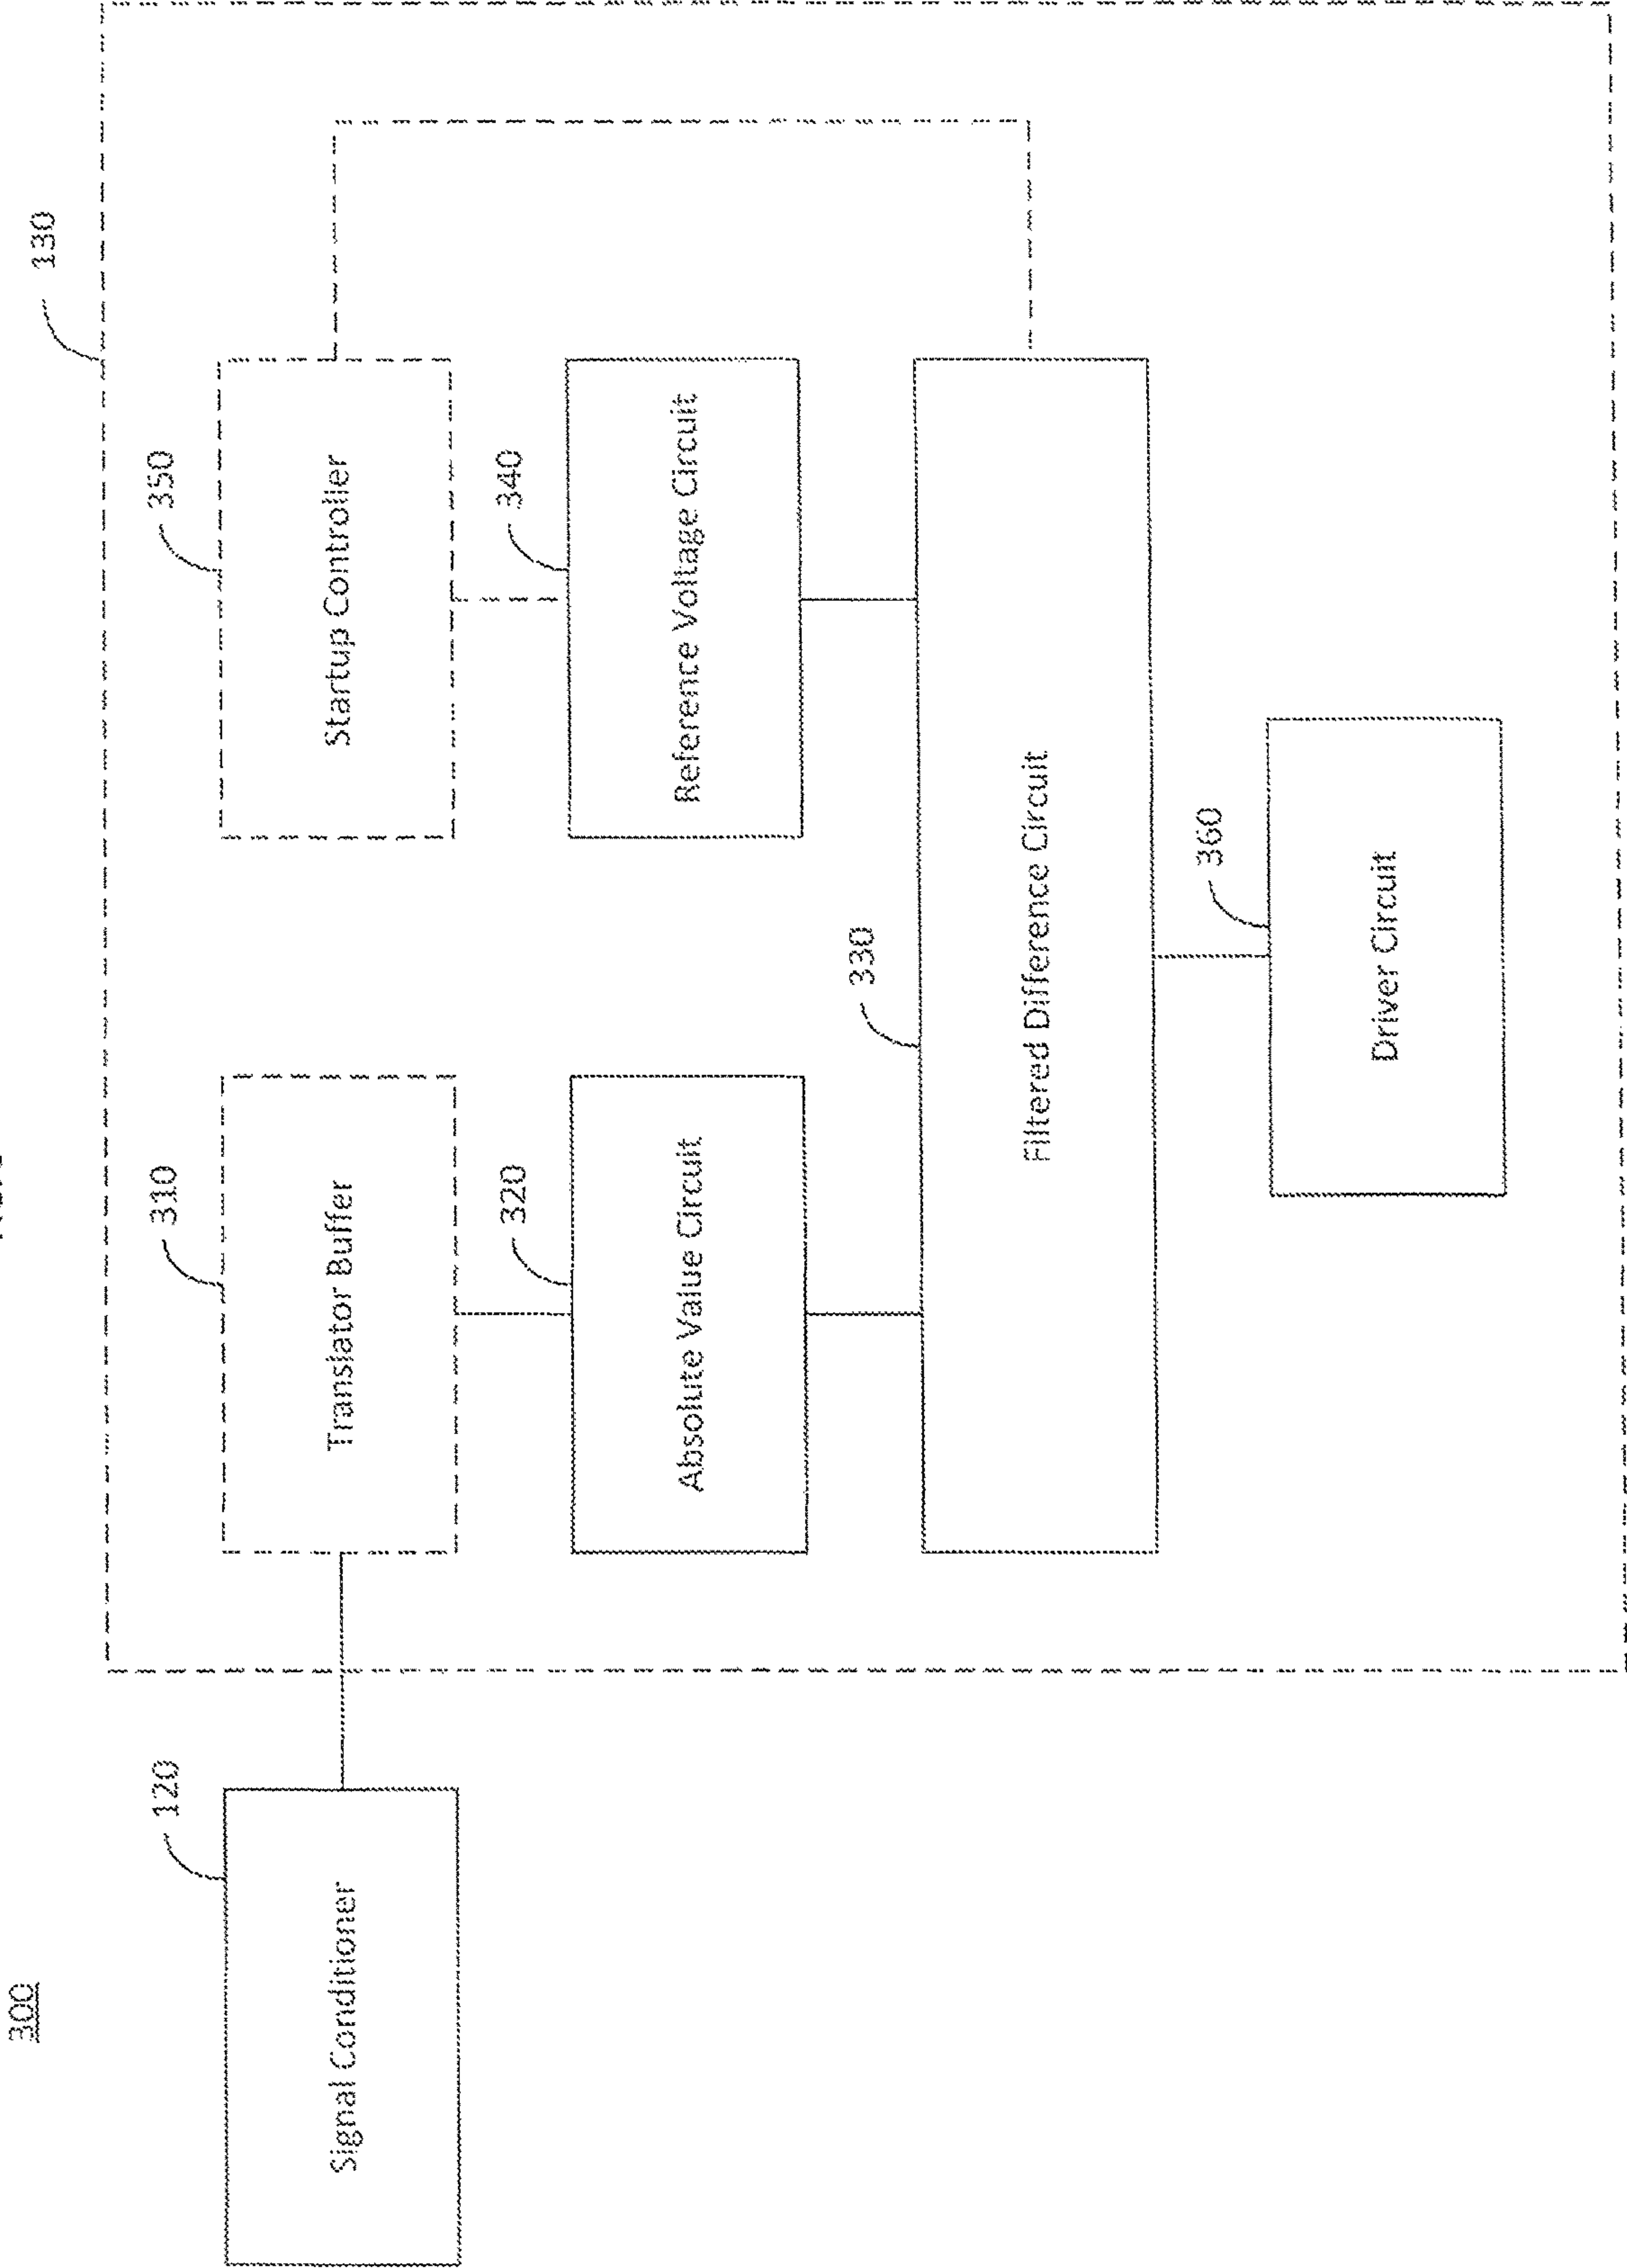 300
130
120
Signal Conditioner
310
Translator Buffer
350
Startup Controller
320
Absolute Value Circuit
340
Reference Voltage Circuit
330
Filtered Difference Circuit
360
Driver Circuit